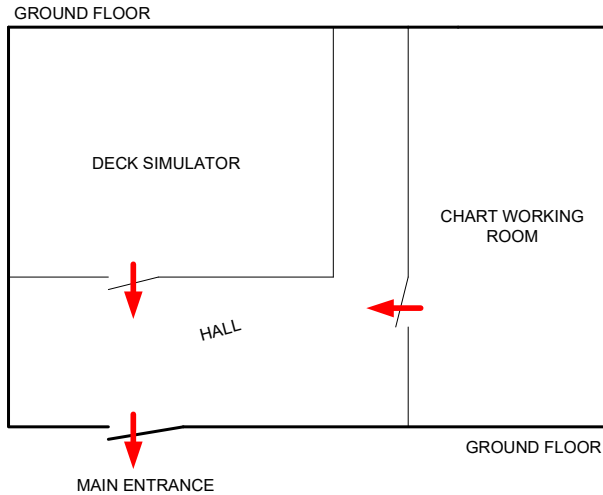 GROUND FLOOR
DECK SIMULATOR
CHART WORKING
ROOM
HALL
GROUND FLOOR
MAIN ENTRANCE